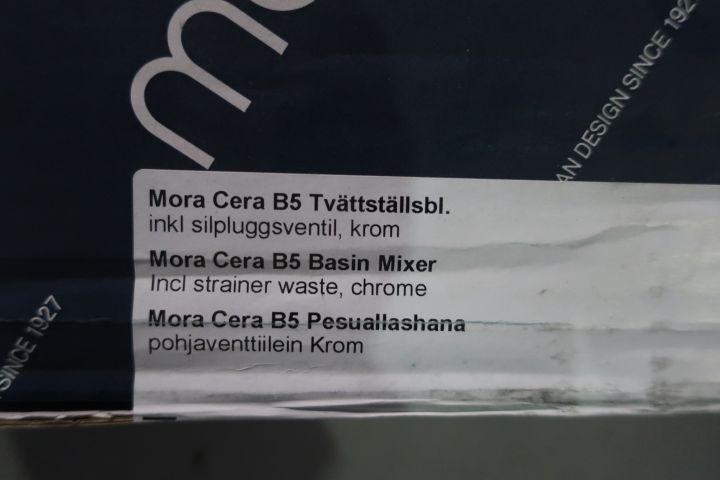 mo
AN DESIGN SINCE 192
Mora Cera B5 Tvättställsbl.
inkl silpluggsventil, krom
Mora Cera B5 Basin Mixer
Incl strainer waste, chrome
Mora Cera B5 Pesuallashana
pohjaventtiilein Krom
SINCE 1927